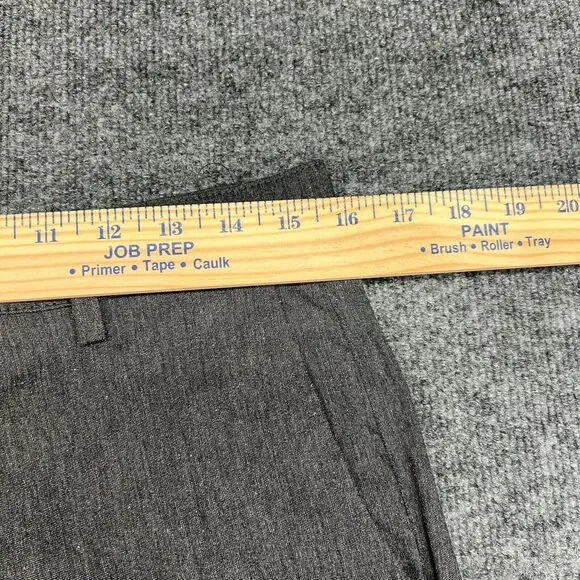 11 12 13 14 15 16 17 18 19 20
JOB PREP
• Primer • Tape • Caulk
PAINT
• Brush • Roller • Tray